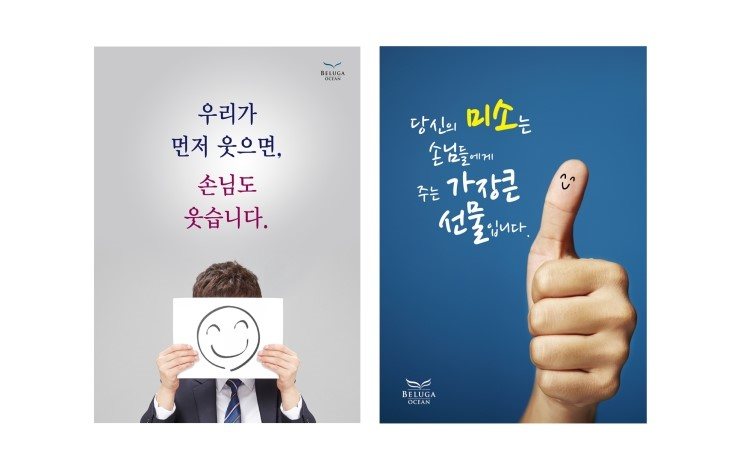 BELUGA
OCEAN
우리가
먼저 웃으면,
손님도
웃습니다.
당신의 미소는
손님들에게
주는 가장큰
선물입니다.
BELUGA
OCEAN